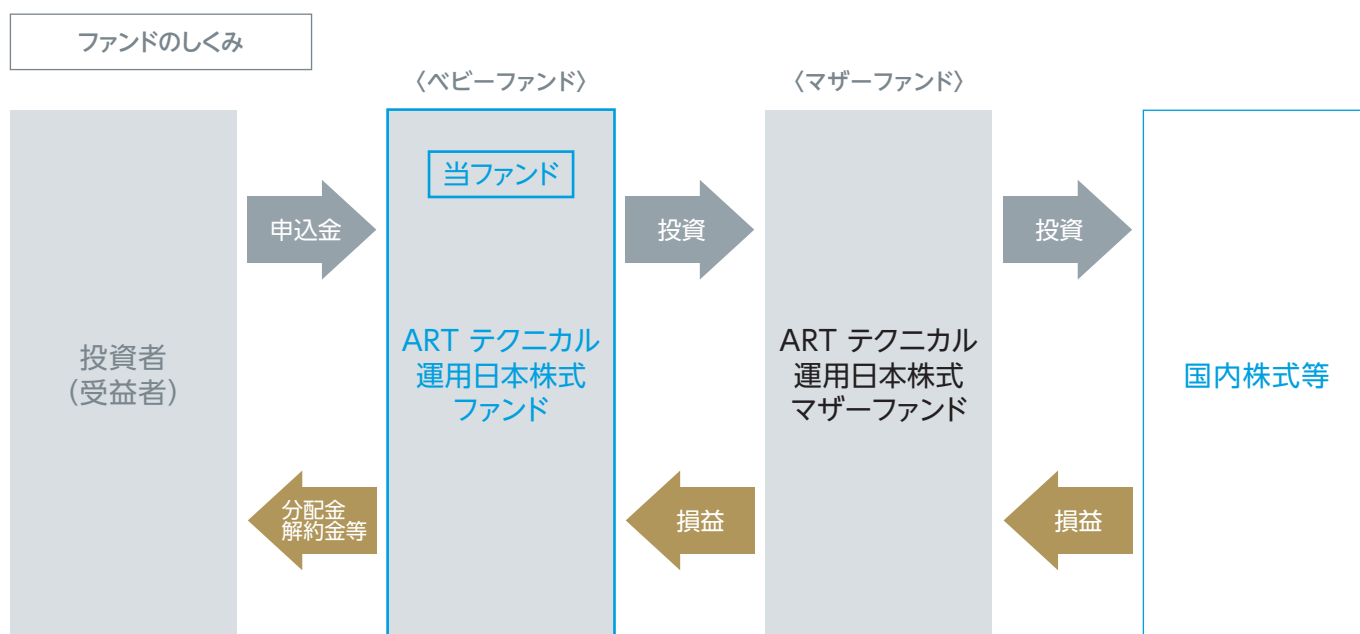 ファンドのしくみ
〈ベビーファンド〉
〈マザーファンド〉
当ファンド
申込金
投資
投資
投資者
(受益者)
ART テクニカル
運用日本株式
ファンド
ART テクニカル
運用日本株式
マザーファンド
国内株式等
分配金
解約金等
損益
損益